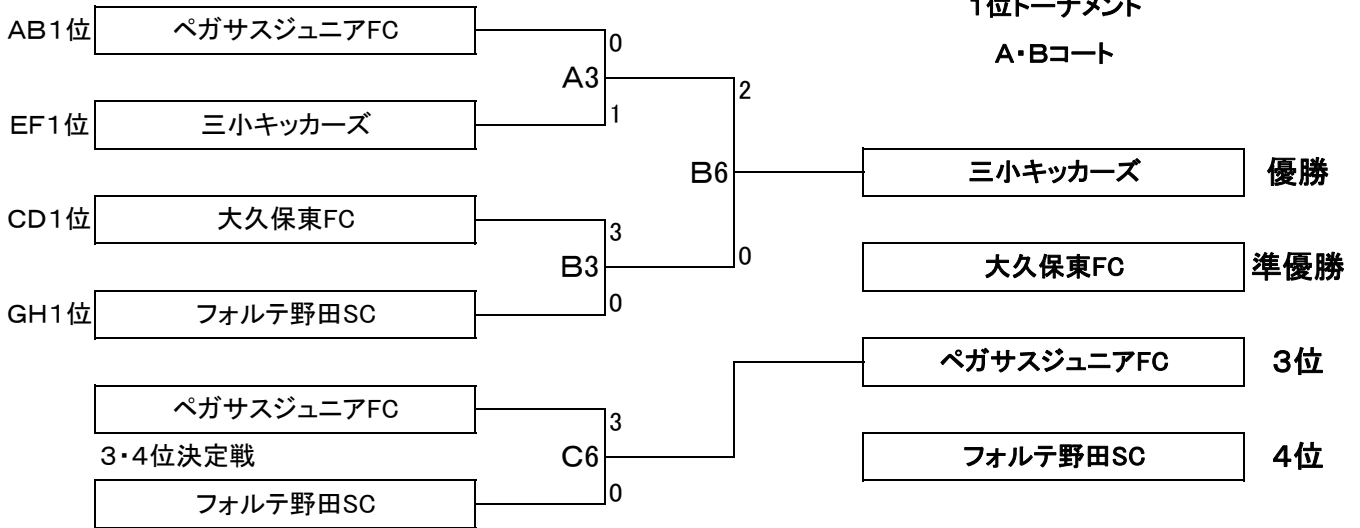 1位トーナメント
AB1位 ペガサスジュニアFC
0
A・Bコート
A3
2
EF1位 三小キッカーズ
1
B6
三小キッカーズ 優勝
CD1位 大久保東FC
3
B3
0
大久保東FC 準優勝
GH1位 フォルテ野田SC
0
ペガサスジュニアFC 3位
ペガサスジュニアFC
3
3・4位決定戦
C6
フォルテ野田SC 4位
フォルテ野田SC
0